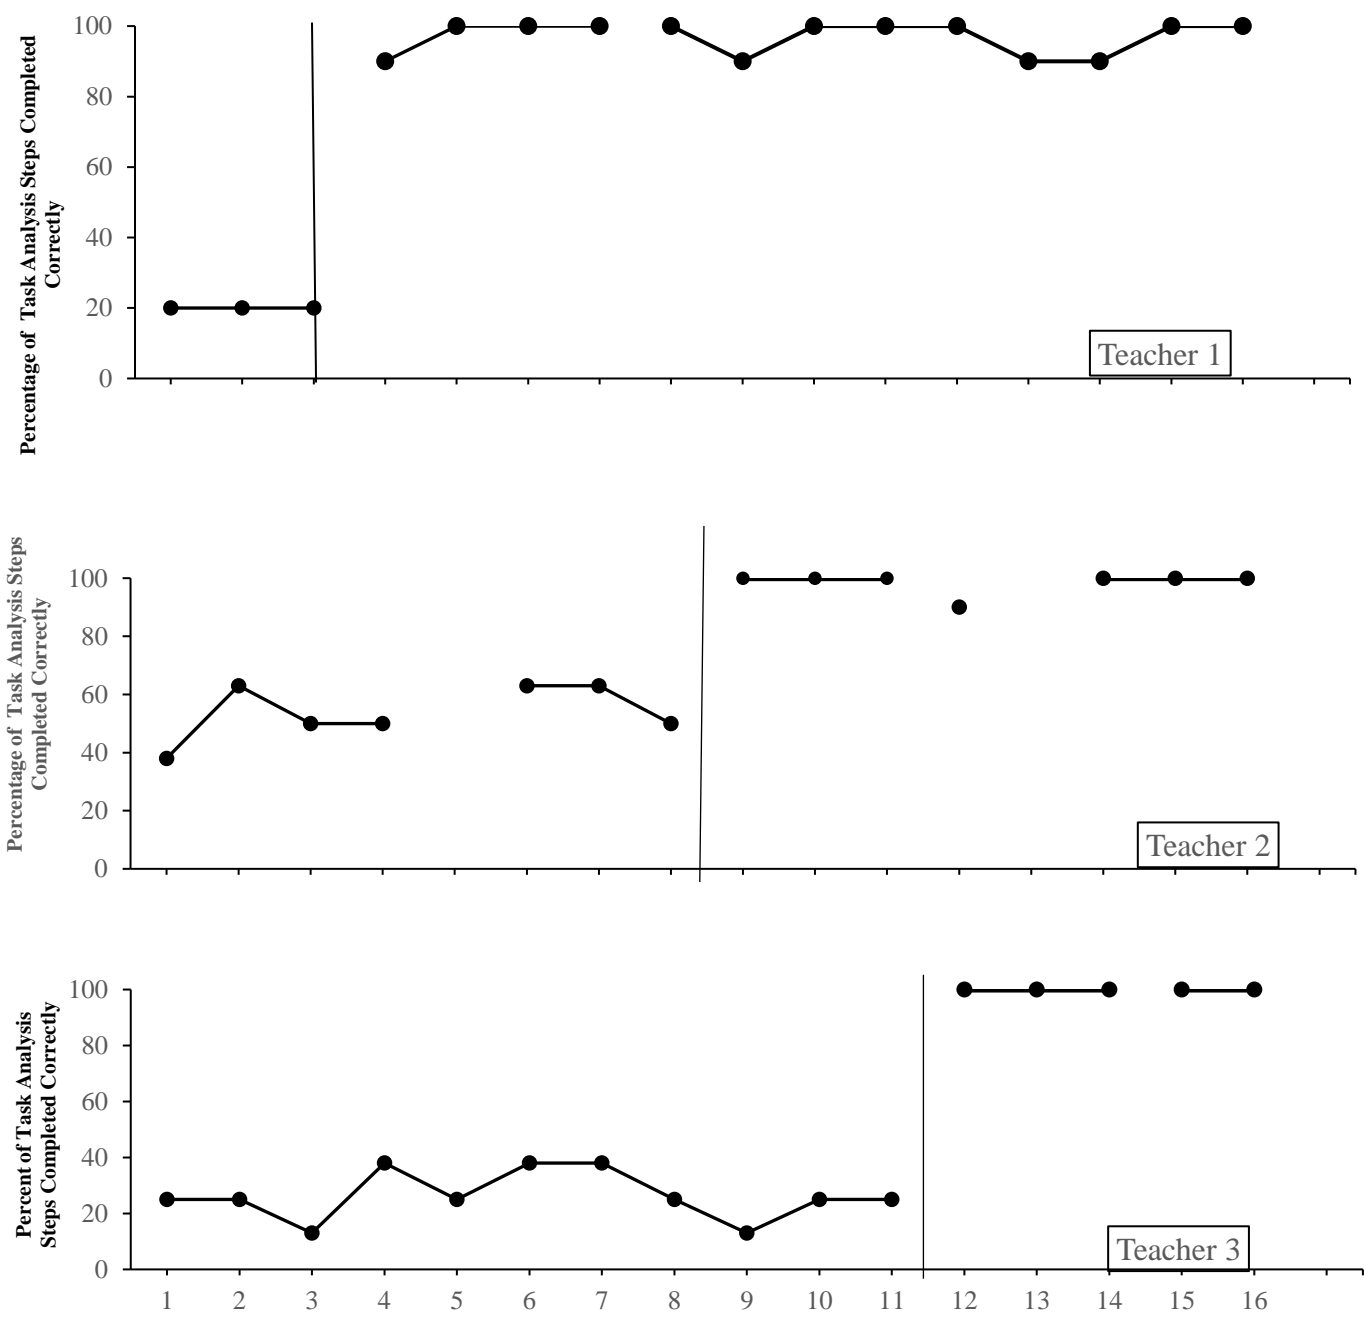 Percentage of  Task Analysis Steps Completed
Correctly
100
80
60
40
20
0
Teacher 1
Percentage of  Task Analysis Steps
Completed Correctly
100
80
60
40
20
0
Teacher 2
Percent of Task Analysis
Steps Completed Correctly
100
80
60
40
20
0
Teacher 3
1 2 3 4 5 6 7 8 9 10 11 12 13 14 15 16